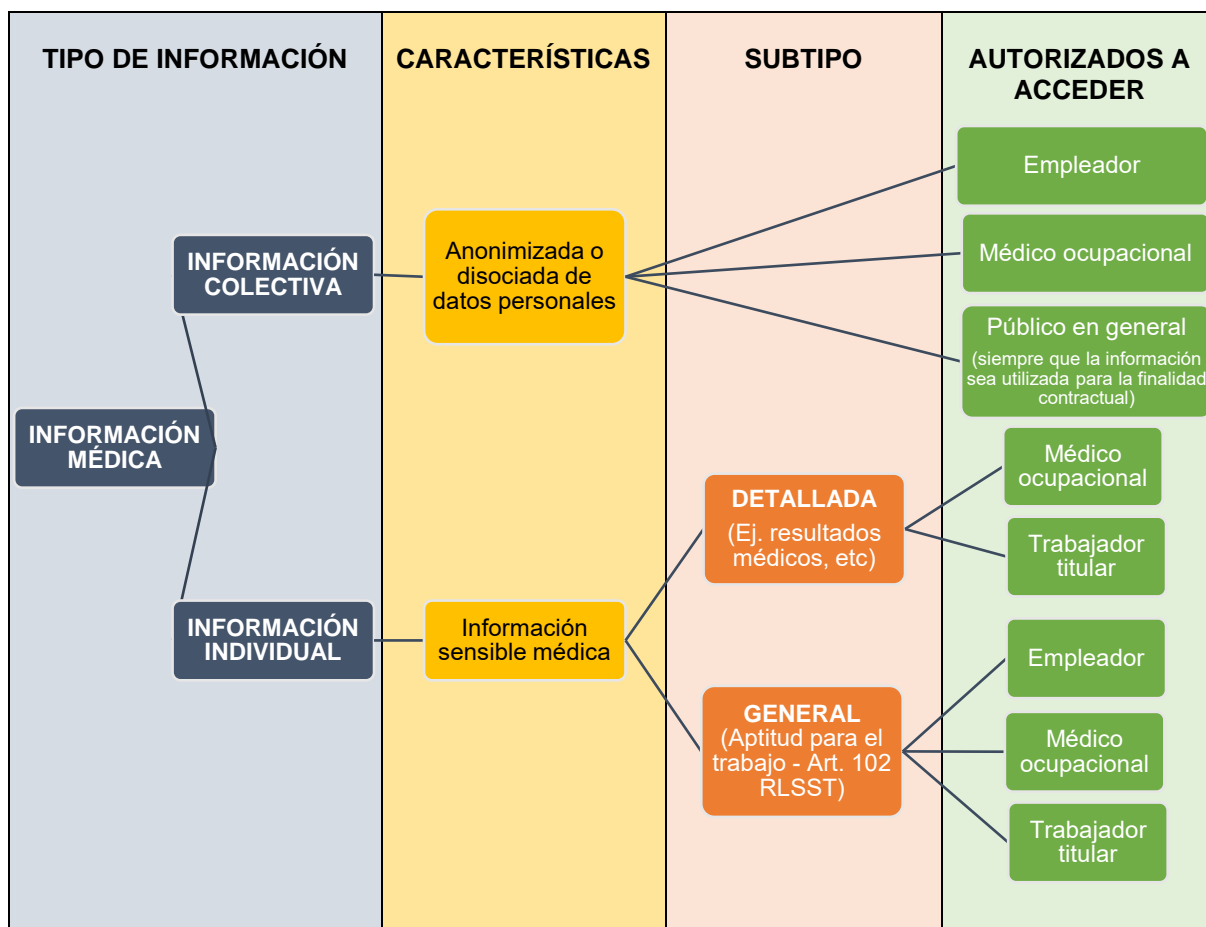 TIPO DE INFORMACIÓN
CARACTERÍSTICAS
SUBTIPO
AUTORIZADOS A
ACCEDER
INFORMACIÓN
MÉDICA
INFORMACIÓN
COLECTIVA
Anonimizada o
disociada de
datos personales
Empleador
Médico ocupacional
Público en general
(siempre que la información
sea utilizada para la finalidad
contractual)
INFORMACIÓN
INDIVIDUAL
Información
sensible médica
DETALLADA
(Ej. resultados
médicos, etc)
Médico
ocupacional
Trabajador
titular
GENERAL
(Aptitud para el
trabajo - Art. 102
RLSST)
Empleador
Médico
ocupacional
Trabajador
titular